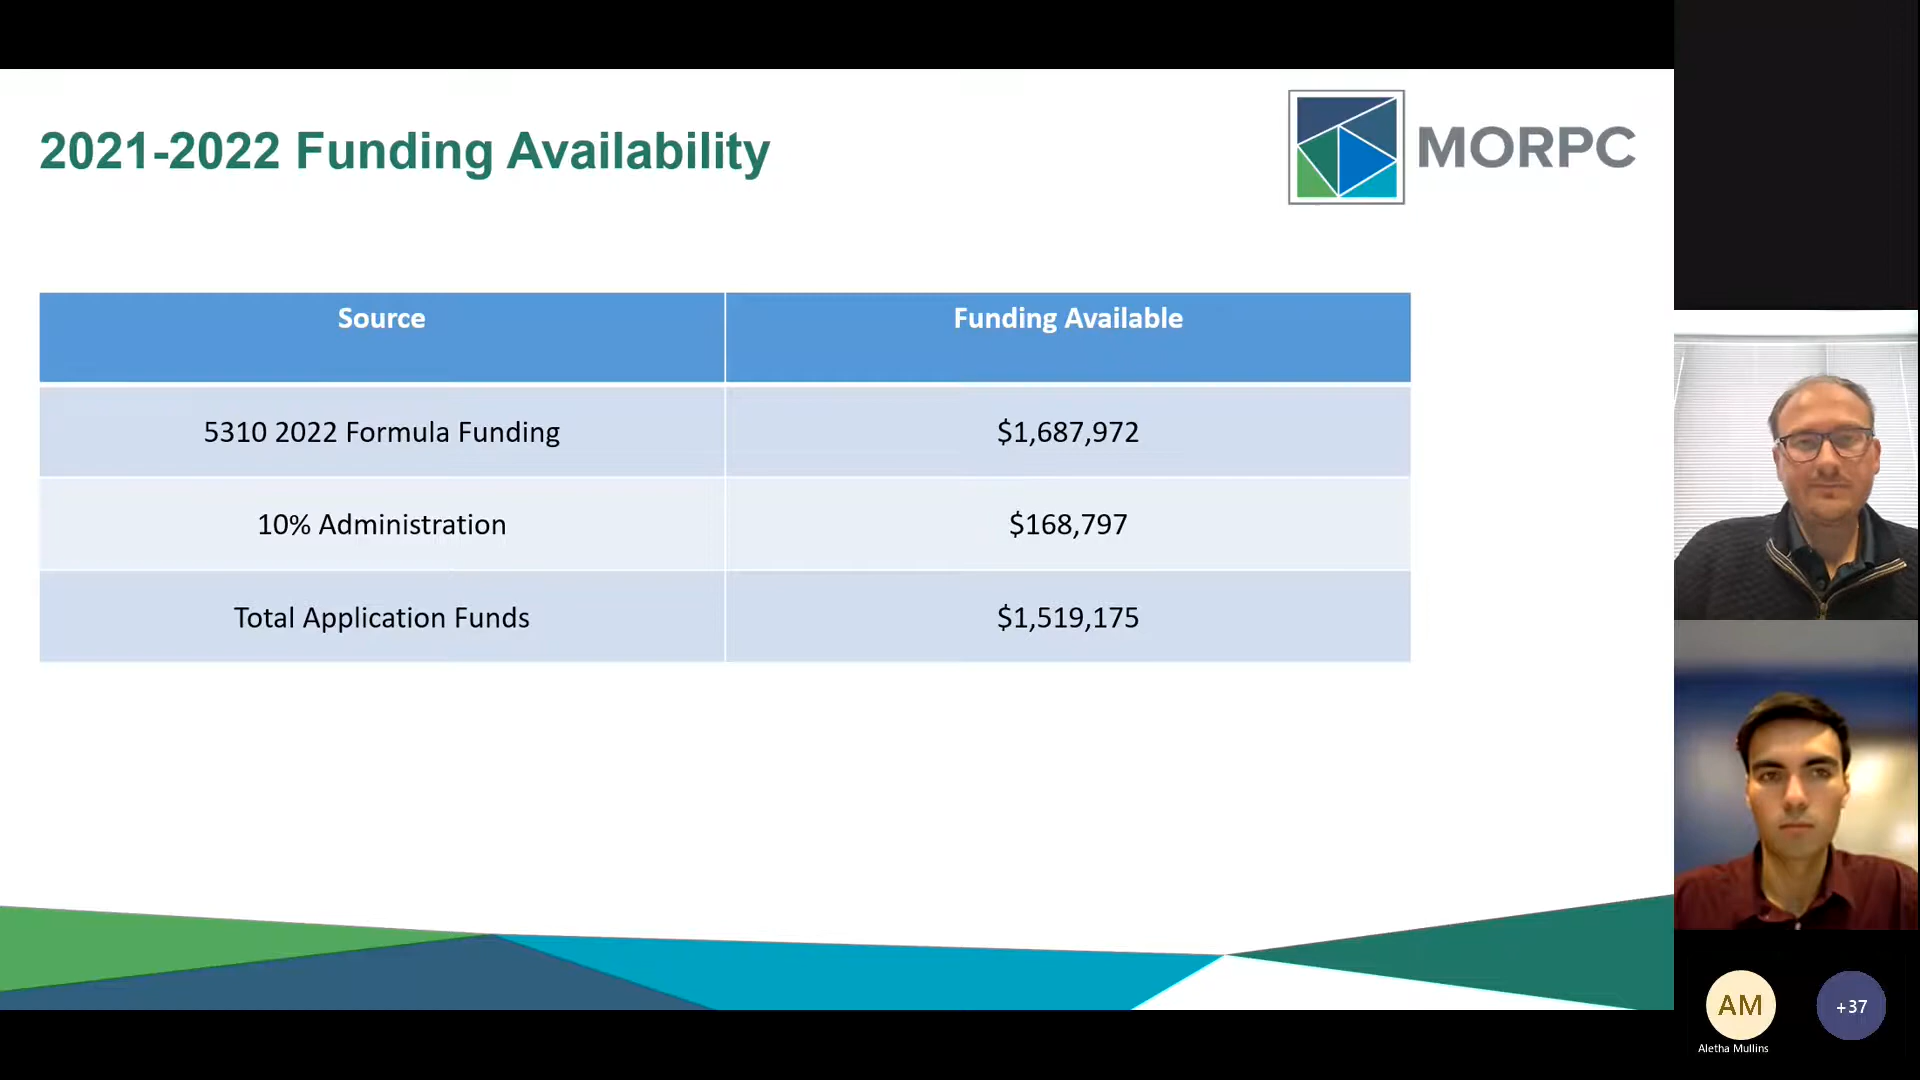 2021-2022 Funding Availability
MORPC
Source
Funding Available
5310 2022 Formula Funding
$1,687,972
10% Administration
$168,797
Total Application Funds
$1,519,175
AM
+37
Aletha Mullins